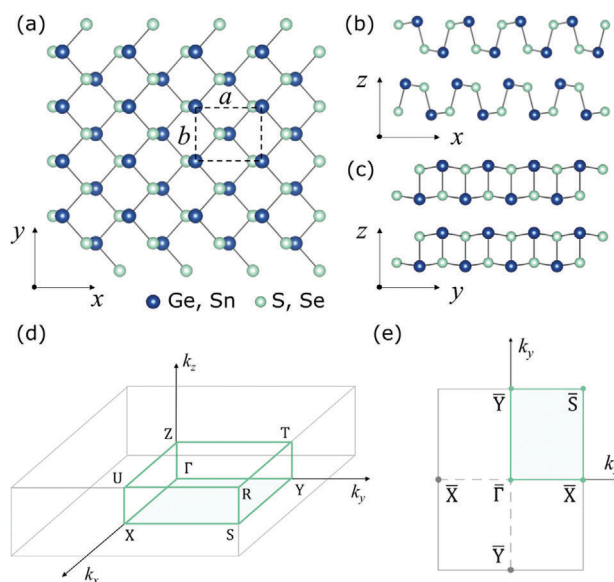 (a)
a
b
y
x
Ge, Sn
S, Se
(b)
z
x
(c)
z
y
(d)
k_z
Z
T
U
Γ
R
Y
k_y
X
S
k_x
(e)
k_y
Y̅
S̅
X̅
Γ̅
X̅
Y̅